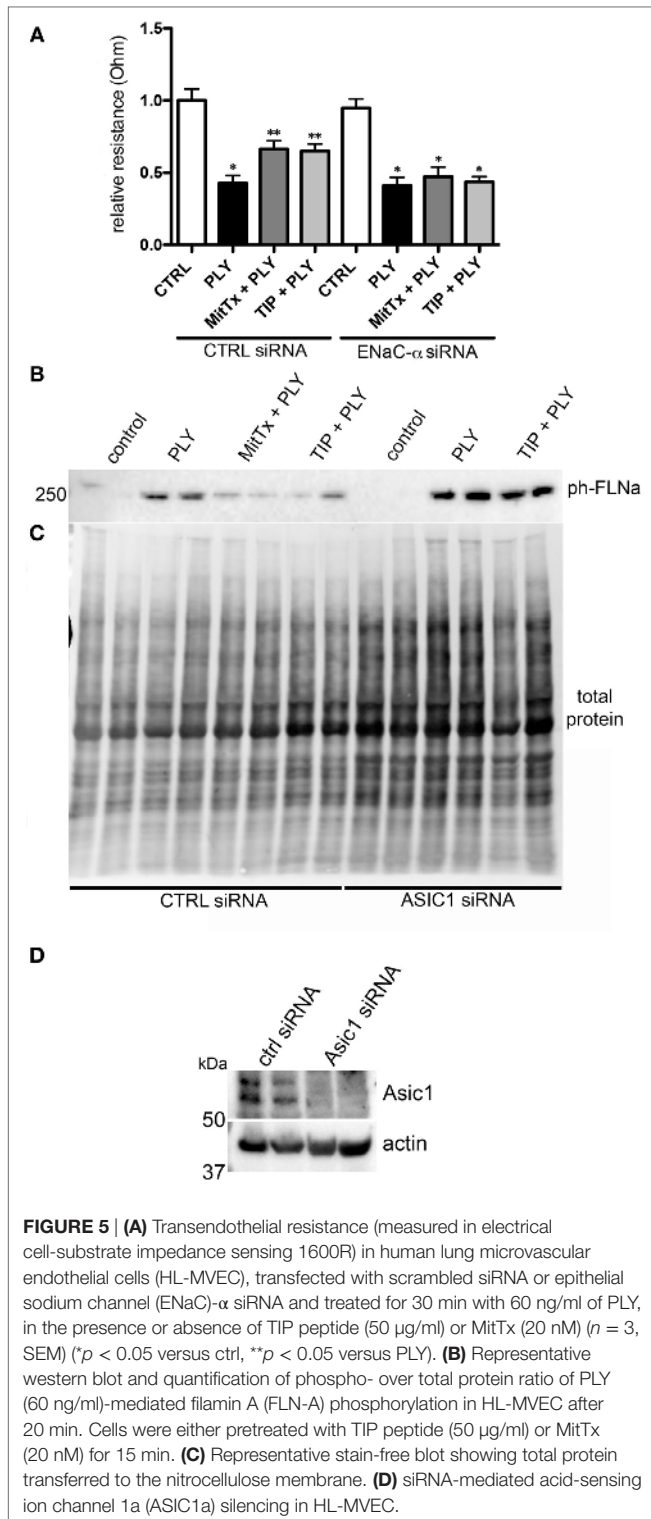 A
1.5
1.0
0.5
0.0
relative resistance (Ohm)
* ** ** * * *
CTRL PLY MitTx + PLY TIP + PLY CTRL PLY MitTx + PLY TIP + PLY
CTRL siRNA ENaC-α siRNA
B
control PLY MitTx + PLY TIP + PLY control PLY TIP + PLY
250 ph-FLNa
C
total
protein
CTRL siRNA ASIC1 siRNA
D
ctrl siRNA Asic1 siRNA
kDa
Asic1
50
actin
37
FIGURE 5 | (A) Transendothelial resistance (measured in electrical
cell-substrate impedance sensing 1600R) in human lung microvascular
endothelial cells (HL-MVEC), transfected with scrambled siRNA or epithelial
sodium channel (ENaC)-α siRNA and treated for 30 min with 60 ng/ml of PLY,
in the presence or absence of TIP peptide (50 µg/ml) or MitTx (20 nM) (n = 3,
SEM) (*p < 0.05 versus ctrl, **p < 0.05 versus PLY). (B) Representative
western blot and quantification of phospho- over total protein ratio of PLY
(60 ng/ml)-mediated filamin A (FLN-A) phosphorylation in HL-MVEC after
20 min. Cells were either pretreated with TIP peptide (50 µg/ml) or MitTx
(20 nM) for 15 min. (C) Representative stain-free blot showing total protein
transferred to the nitrocellulose membrane. (D) siRNA-mediated acid-sensing
ion channel 1a (ASIC1a) silencing in HL-MVEC.